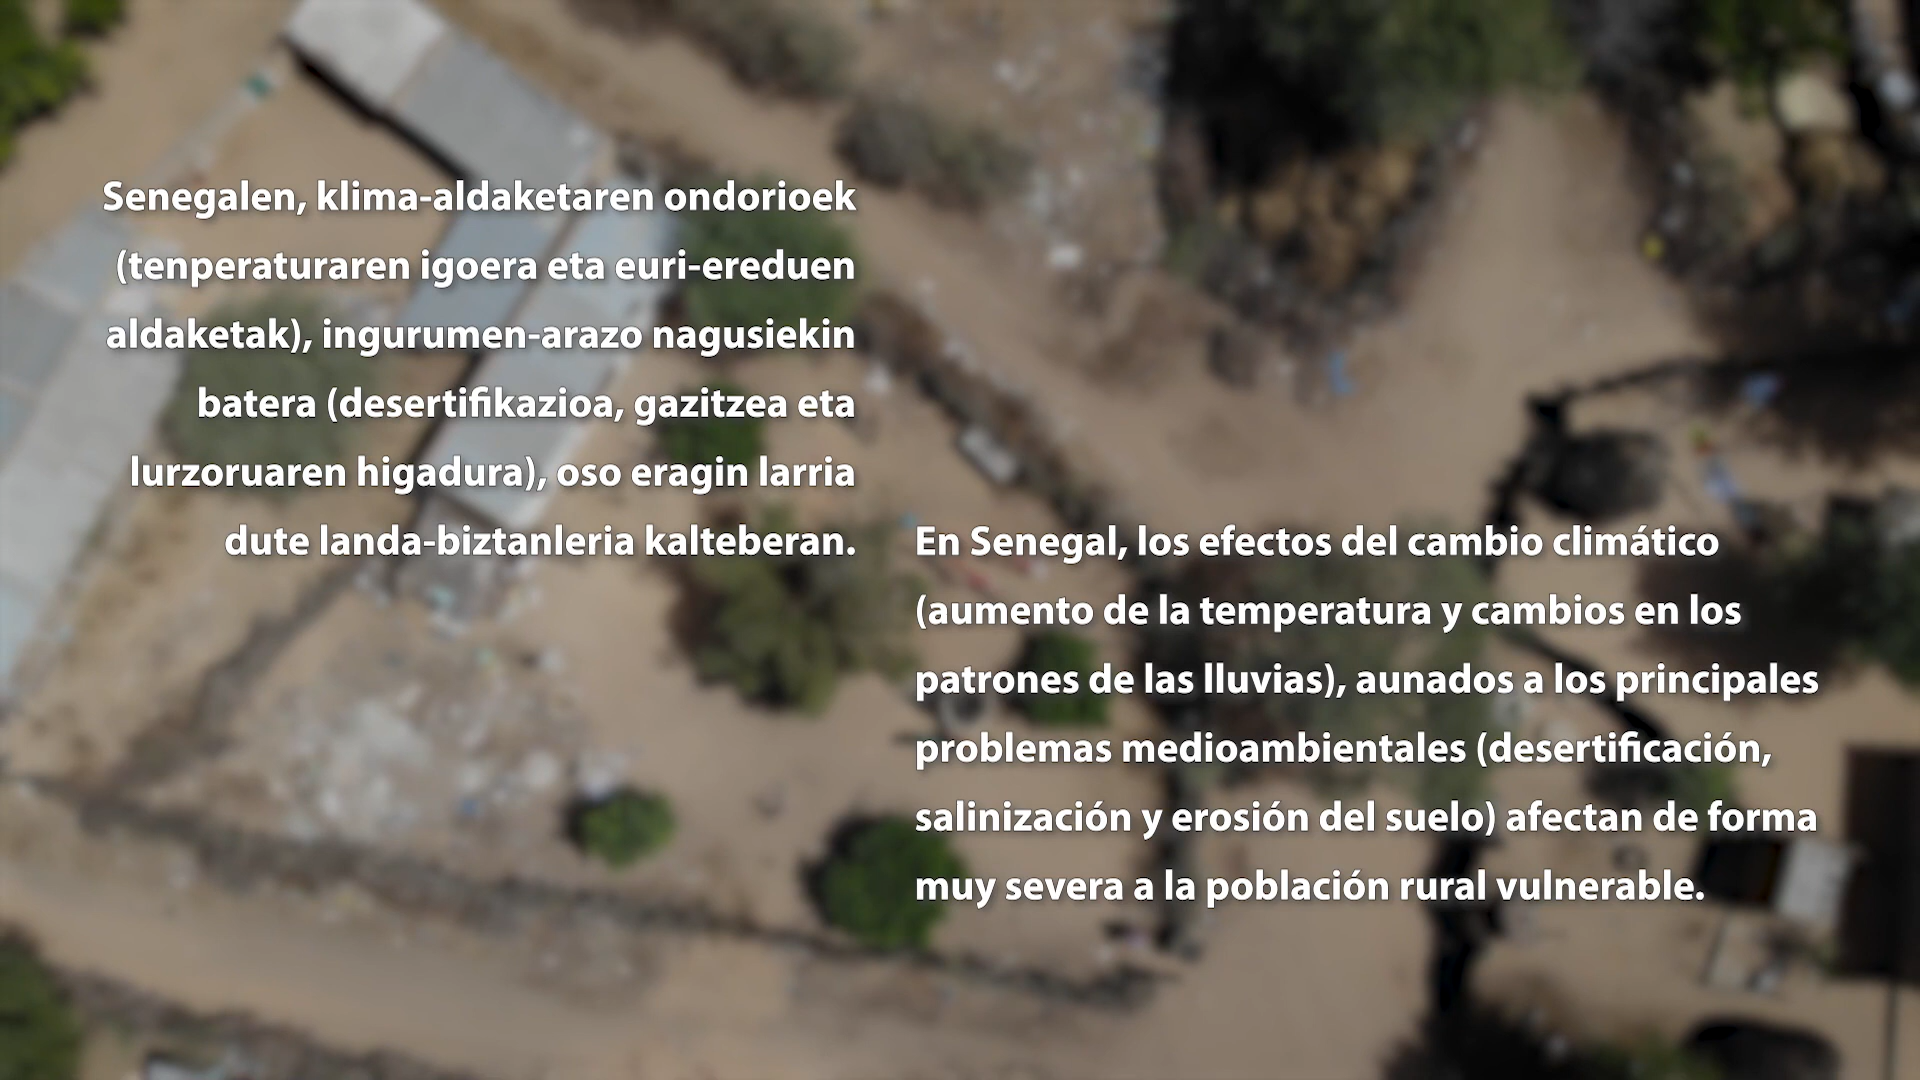 Senegalen, klima-aldaketaren ondorioek
(tenperaturaren igoera eta euri-ereduen
aldaketak), ingurumen-arazo nagusiekin
batera (desertifikazioa, gazitzea eta
lurzoruaren higadura), oso eragin larria
dute landa-biztanleria kalteberan.
En Senegal, los efectos del cambio climático
(aumento de la temperatura y cambios en los
patrones de las lluvias), aunados a los principales
problemas medioambientales (desertificación,
salinización y erosión del suelo) afectan de forma
muy severa a la población rural vulnerable.